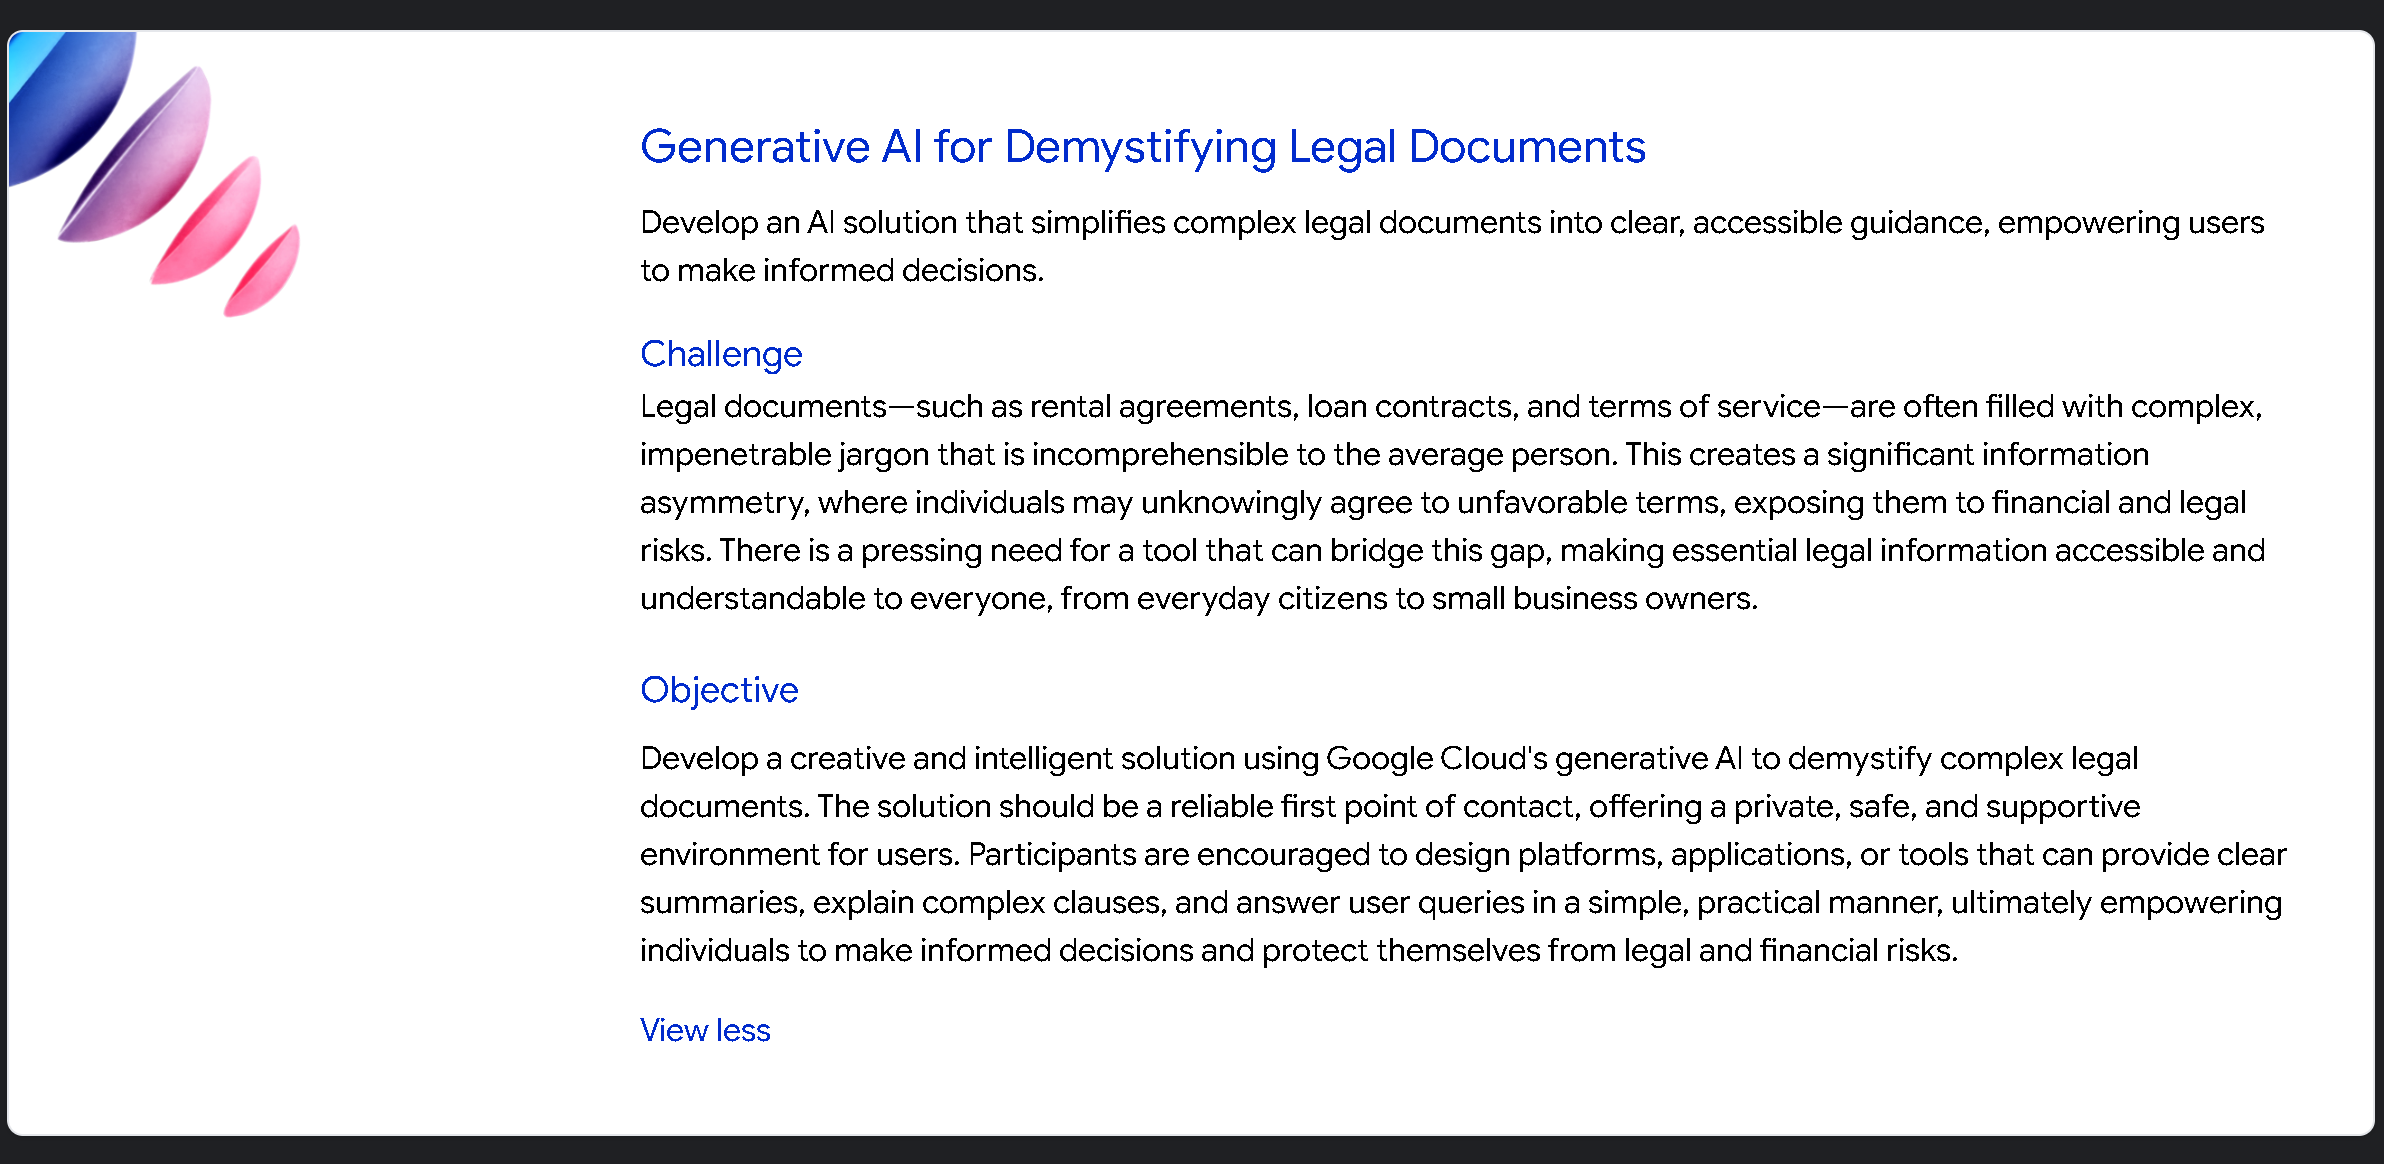 Generative AI for Demystifying Legal Documents
Develop an AI solution that simplifies complex legal documents into clear, accessible guidance, empowering users
to make informed decisions.
Challenge
Legal documents—such as rental agreements, loan contracts, and terms of service—are often filled with complex,
impenetrable jargon that is incomprehensible to the average person. This creates a significant information
asymmetry, where individuals may unknowingly agree to unfavorable terms, exposing them to financial and legal
risks. There is a pressing need for a tool that can bridge this gap, making essential legal information accessible and
understandable to everyone, from everyday citizens to small business owners.
Objective
Develop a creative and intelligent solution using Google Cloud's generative AI to demystify complex legal
documents. The solution should be a reliable first point of contact, offering a private, safe, and supportive
environment for users. Participants are encouraged to design platforms, applications, or tools that can provide clear
summaries, explain complex clauses, and answer user queries in a simple, practical manner, ultimately empowering
individuals to make informed decisions and protect themselves from legal and financial risks.
View less